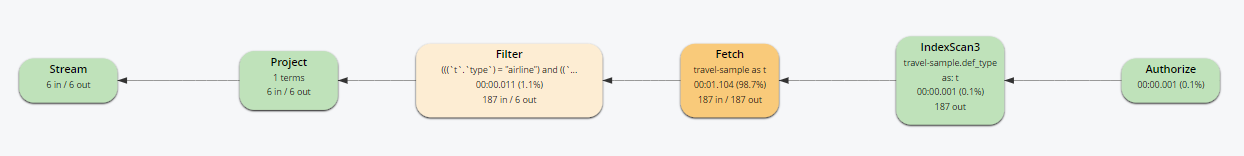 Stream
6 in / 6 out
Project
1 terms
6 in / 6 out
Filter
(((`t`.`type`) = "airline") and ((`...
00:00.011 (1.1%)
187 in / 6 out
Fetch
travel-sample as t
00:01.104 (98.7%)
187 in / 187 out
IndexScan3
travel-sample.def_type
as: t
00:00.001 (0.1%)
187 out
Authorize
00:00.001 (0.1%)